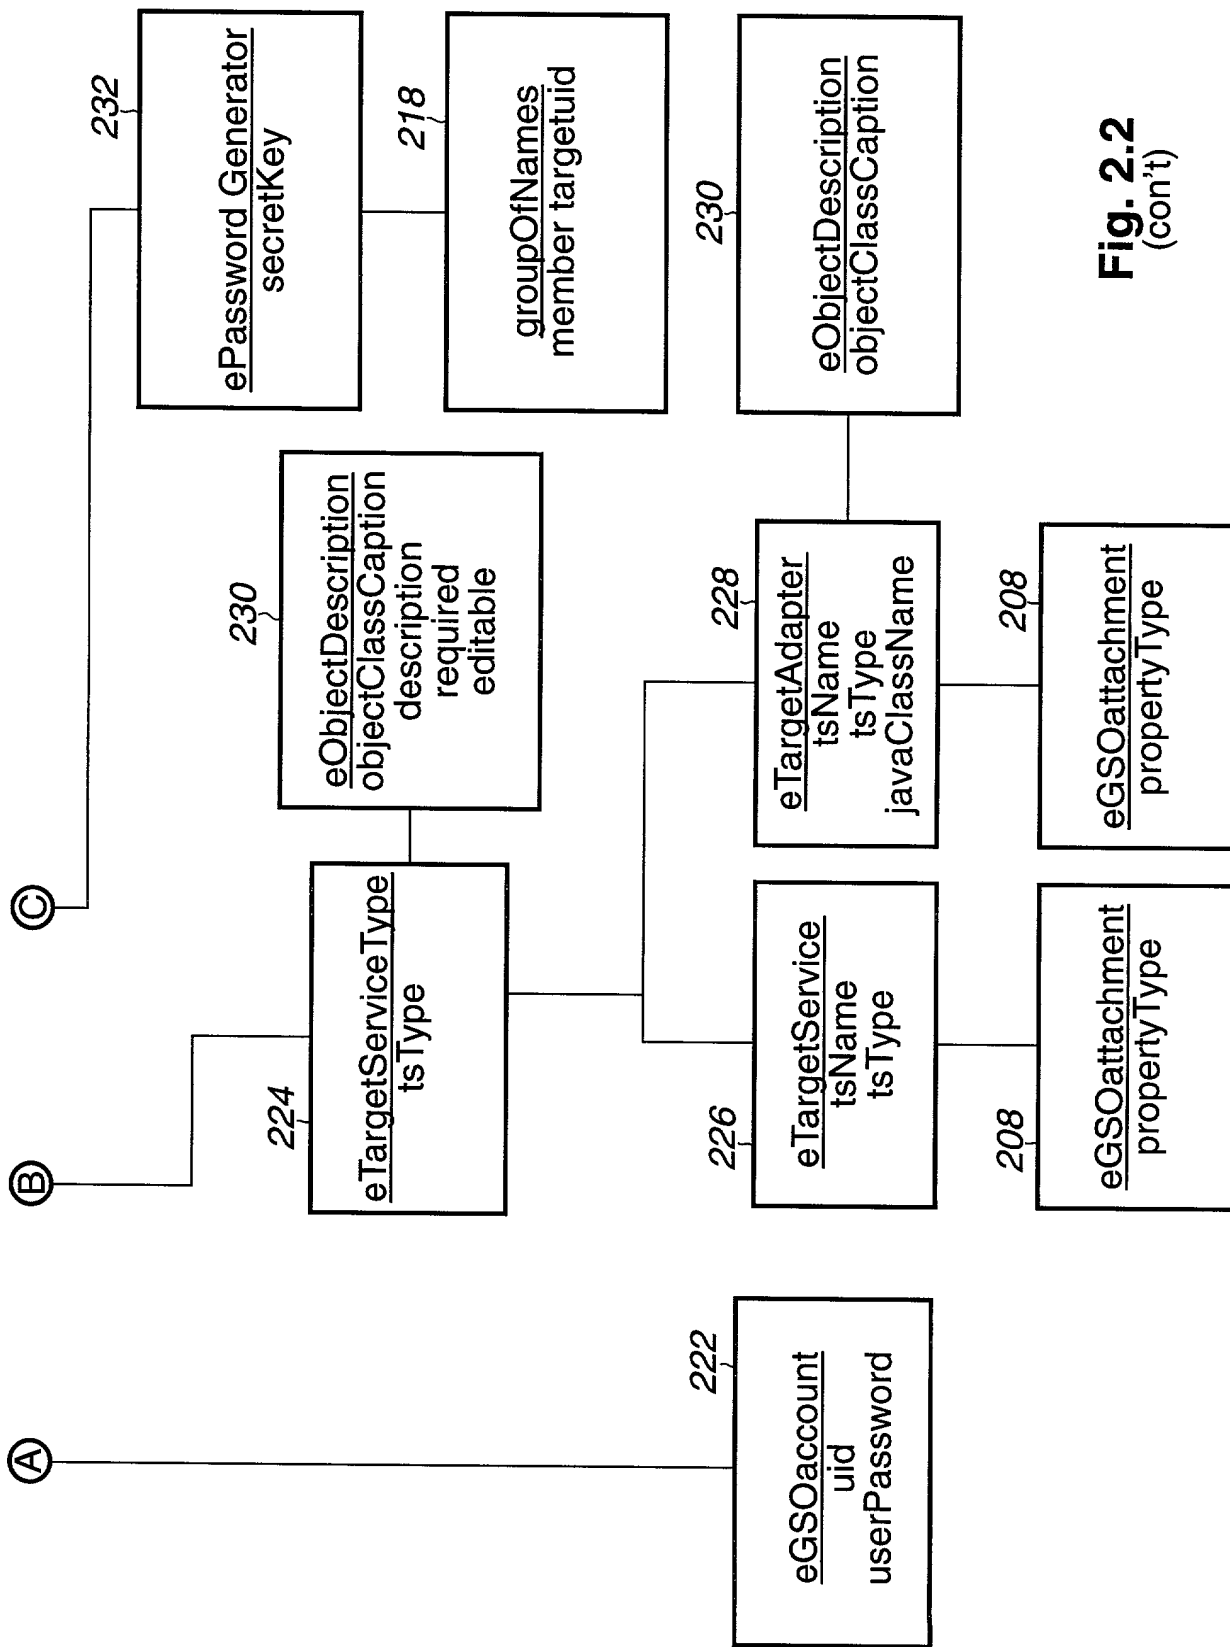 A
B
C
222
eGSOaccount
uid
userPassword
224
eTargetServiceType
tsType
230
eObjectDescription
objectClassCaption
description
required
editable
232
ePassword Generator
secretKey
218
groupOfNames
member targetuid
226
eTargetService
tsName
tsType
228
eTargetAdapter
tsName
tsType
javaClassName
230
eObjectDescription
objectClassCaption
208
eGSOattachment
propertyType
208
eGSOattachment
propertyType
Fig. 2.2
(con't)